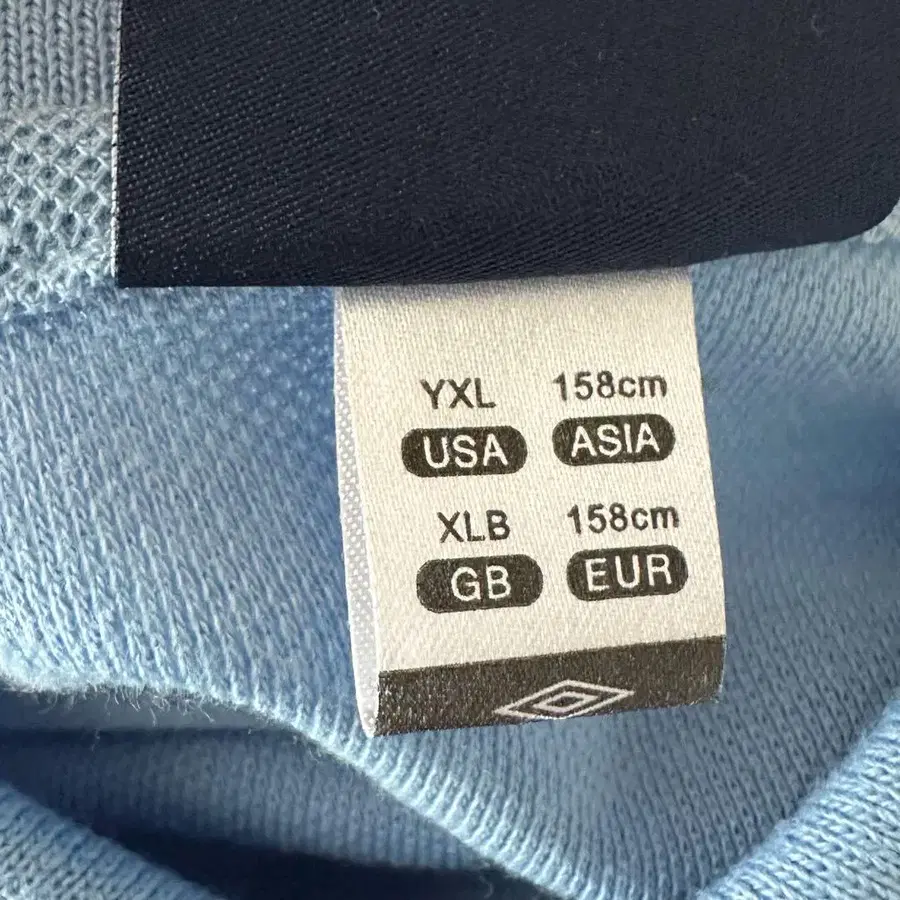 YXL 158cm
USA ASIA
XLB 158cm
GB EUR